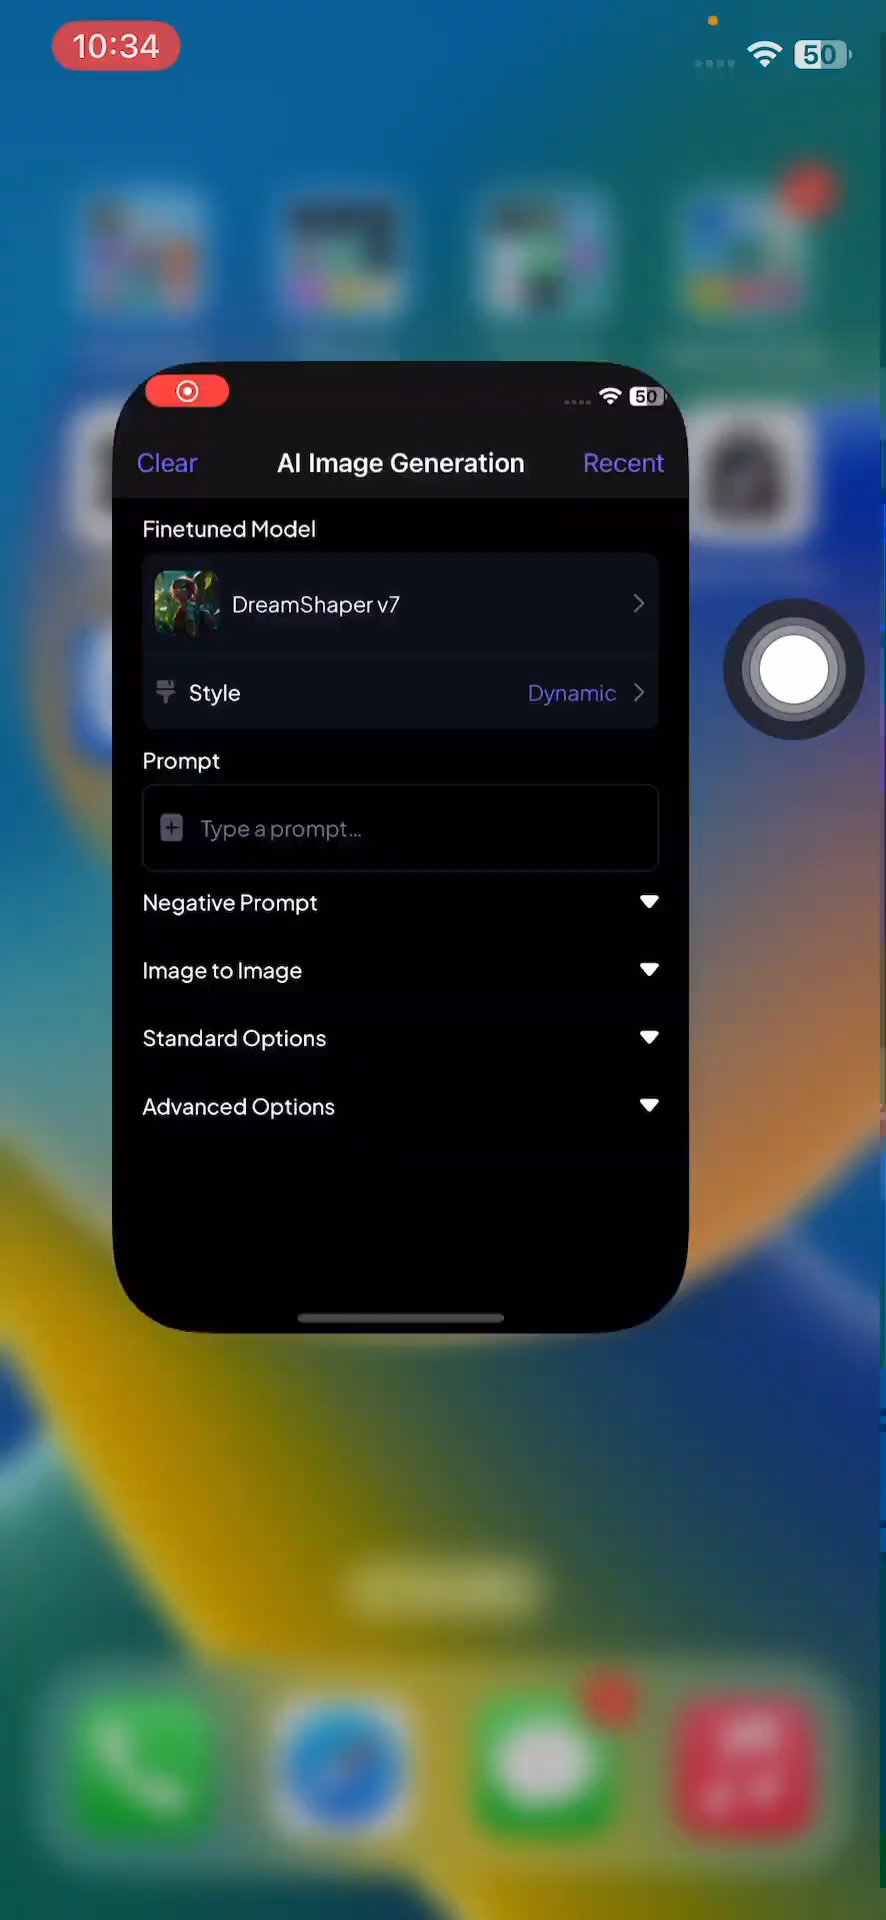 10:34
50
50
Clear
AI Image Generation
Recent
Finetuned Model
DreamShaper v7
Style
Dynamic
Prompt
Type a prompt...
Negative Prompt
Image to Image
Standard Options
Advanced Options